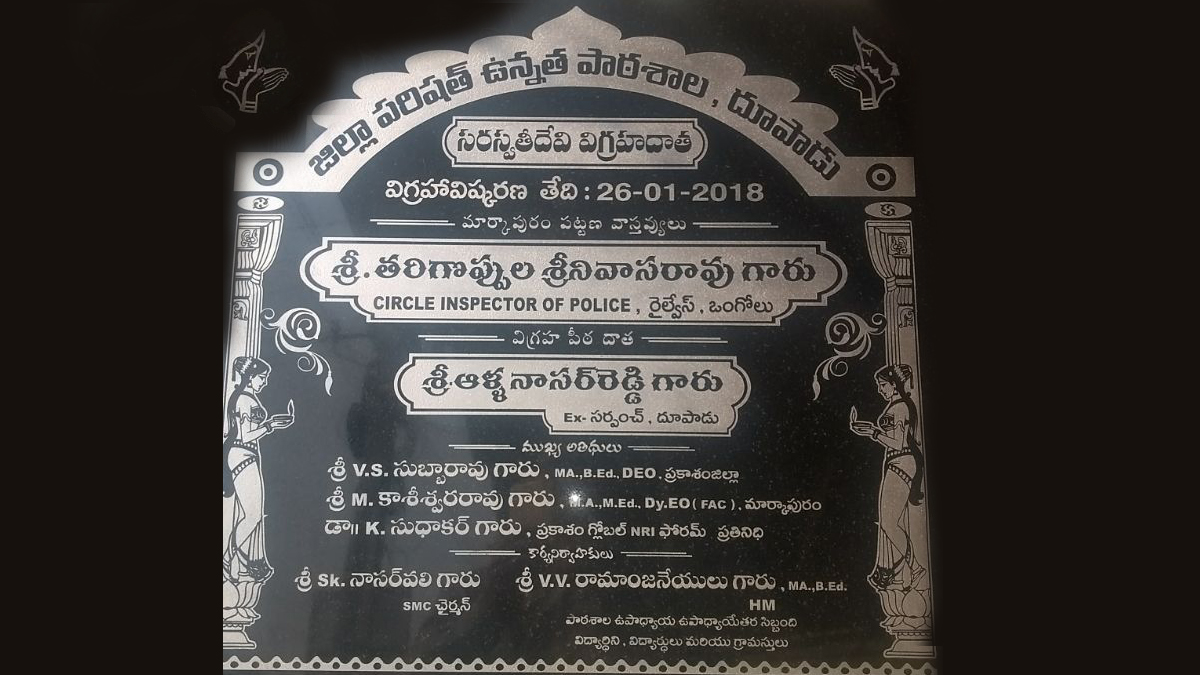 జిల్లా పరిషత్ ఉన్నత పాఠశాల , దూపాడు
సరస్వతీదేవి విగ్రహదాత
విగ్రహావిష్కరణ తేది : 26-01-2018
మార్కాపురం పట్టణ వాస్తవ్యులు
శ్రీ. తరిగొప్పుల శ్రీనివాసరావు గారు
CIRCLE INSPECTOR OF POLICE , రైల్వేస్ , ఒంగోలు
విగ్రహ పీఠ దాత
శ్రీ.ఆళ్ళ నాసర్‌రెడ్డి గారు
Ex- సర్పంచ్ , దూపాడు
ముఖ్య అతిధులు
శ్రీ V.S. సుబ్బారావు గారు , MA.,B.Ed., DEO, ప్రకాశంజిల్లా
శ్రీ M. కాశీశ్వరరావు గారు , M.A.,M.Ed., Dy.EO ( FAC ) , మార్కాపురం
డా॥ K. సుధాకర్ గారు , ప్రకాశం గ్లోబల్ NRI ఫోరమ్ ప్రతినిధి
కార్యనిర్వాహకులు
శ్రీ Sk. నాసర్‌వలి గారు శ్రీ V.V. రామాంజనేయులు గారు , MA.,B.Ed.
SMC ఛైర్మన్ HM
పాఠశాల ఉపాధ్యాయ ఉపాధ్యాయేతర సిబ్బంది
విద్యార్ధిని , విద్యార్ధులు మరియు గ్రామస్తులు